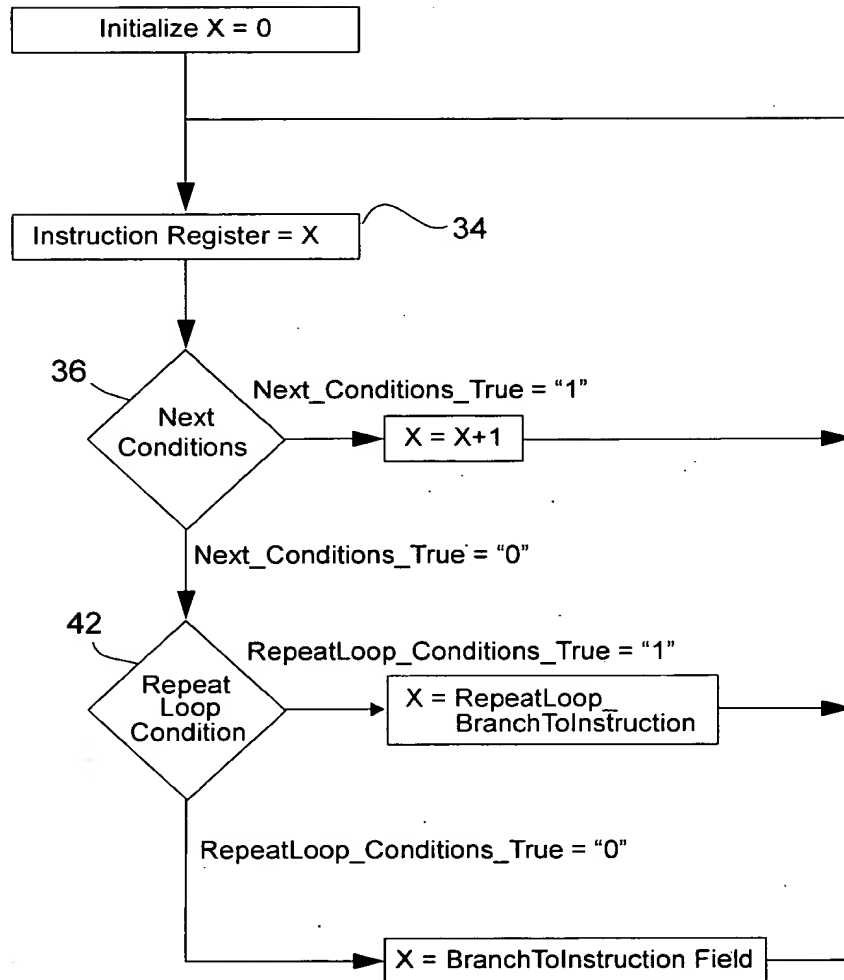 Initialize X = 0
Instruction Register = X
34
36
Next_Conditions_True = "1"
Next
Conditions
X = X+1
Next_Conditions_True = "0"
42
RepeatLoop_Conditions_True = "1"
Repeat
Loop
Condition
X = RepeatLoop_
BranchToInstruction
RepeatLoop_Conditions_True = "0"
X = BranchToInstruction Field